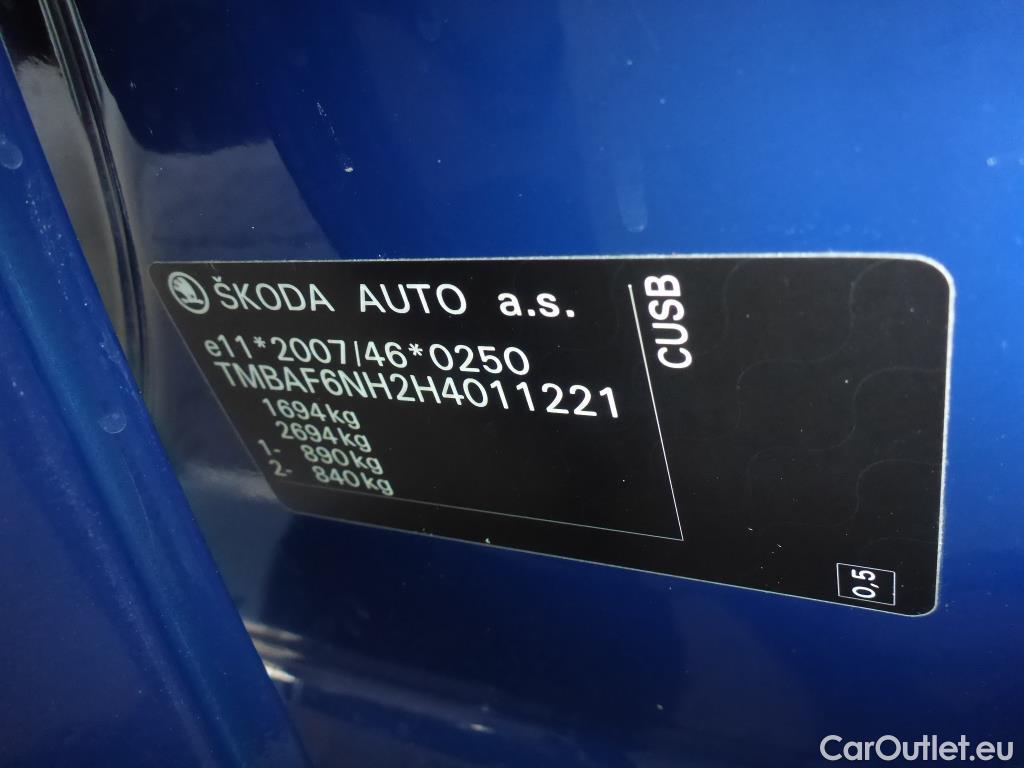 ŠKODA AUTO a.s.
e11*2007/46*0250
TMBAF6NH2H4011221
1694kg
2694kg
1- 890kg
2- 840kg
CUSB
0,5
CarOutlet.eu